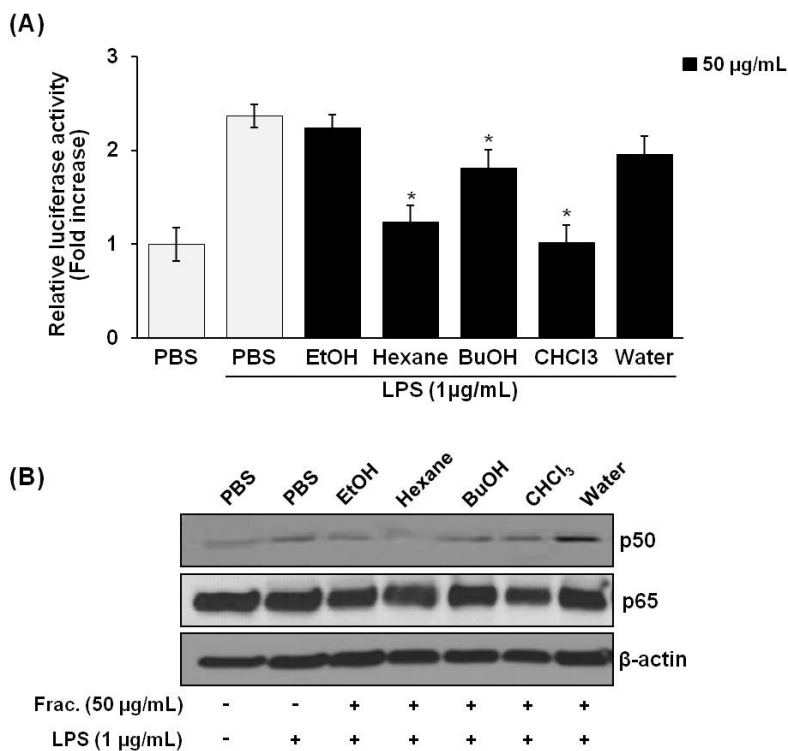 (A)
3
2
1
0
Relative luciferase activity
(Fold increase)
50 µg/mL
*
*
*
PBS PBS EtOH Hexane BuOH CHCl3 Water
LPS (1µg/mL)
(B)
PBS PBS EtOH Hexane BuOH CHCl₃ Water
p50
p65
β-actin
Frac. (50 µg/mL) - - + + + + +
LPS (1 µg/mL) - + + + + + +